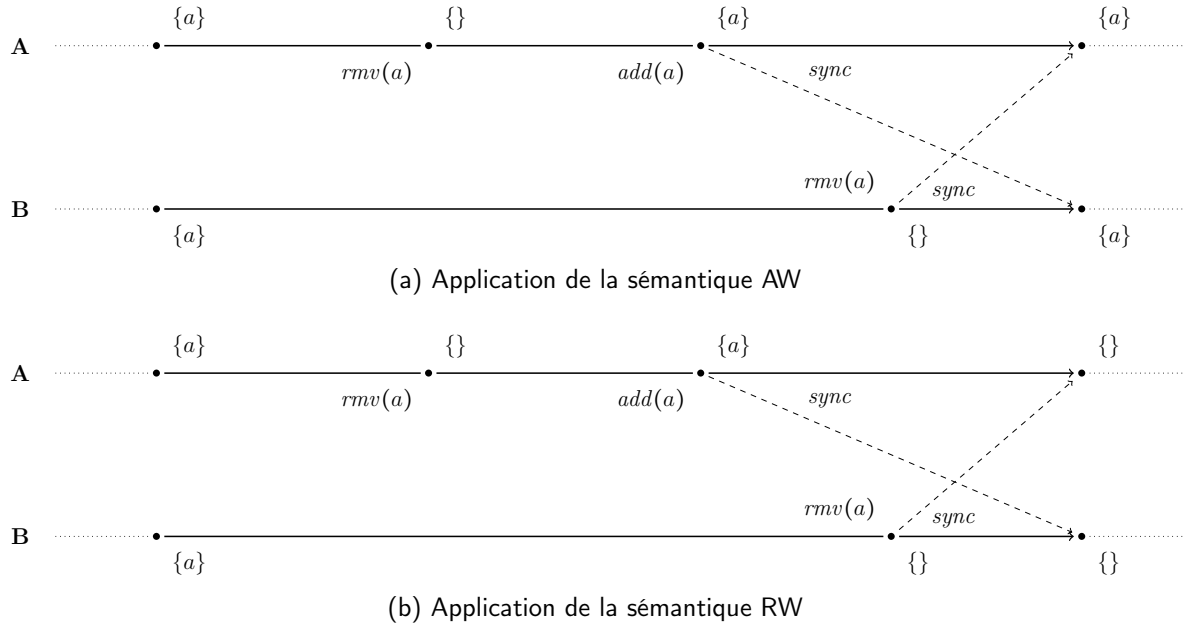 {a} {} {a} {a}
A
rmv(a) add(a) sync
rmv(a)
B sync
{a} {} {a}
(a) Application de la sémantique AW
{a} {} {a} {}
A
rmv(a) add(a) sync
rmv(a)
B sync
{a} {} {}
(b) Application de la sémantique RW